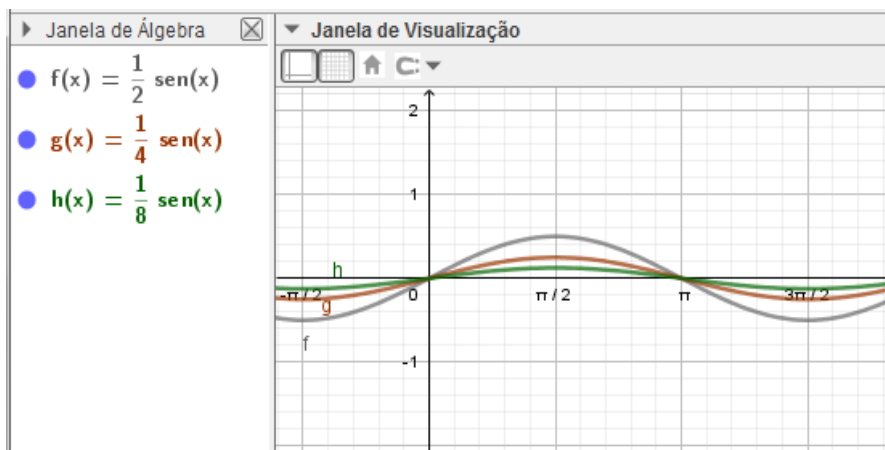 Janela de Álgebra
f(x) = 1/2 sen(x)
g(x) = 1/4 sen(x)
h(x) = 1/8 sen(x)
Janela de Visualização
2
1
h
-π / 2
0
π / 2
π
3π / 2
g
f
-1